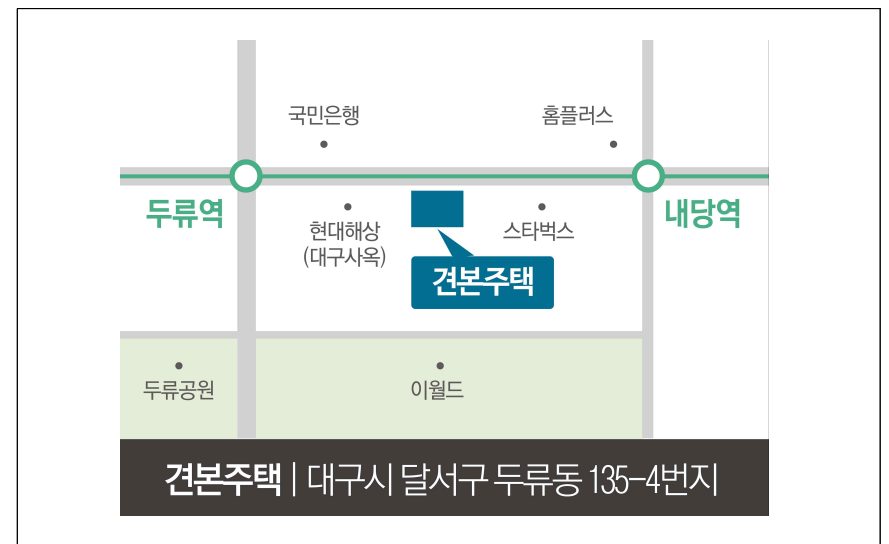 국민은행
홈플러스
두류역
내당역
현대해상
(대구사옥)
스타벅스
견본주택
두류공원
이월드
견본주택 | 대구시 달서구 두류동 135-4번지